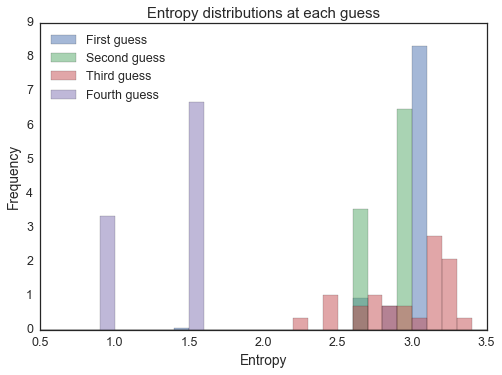 Entropy distributions at each guess
First guess
Second guess
Third guess
Fourth guess
Frequency
9
8
7
6
5
4
3
2
1
0
0.5 1.0 1.5 2.0 2.5 3.0 3.5
Entropy